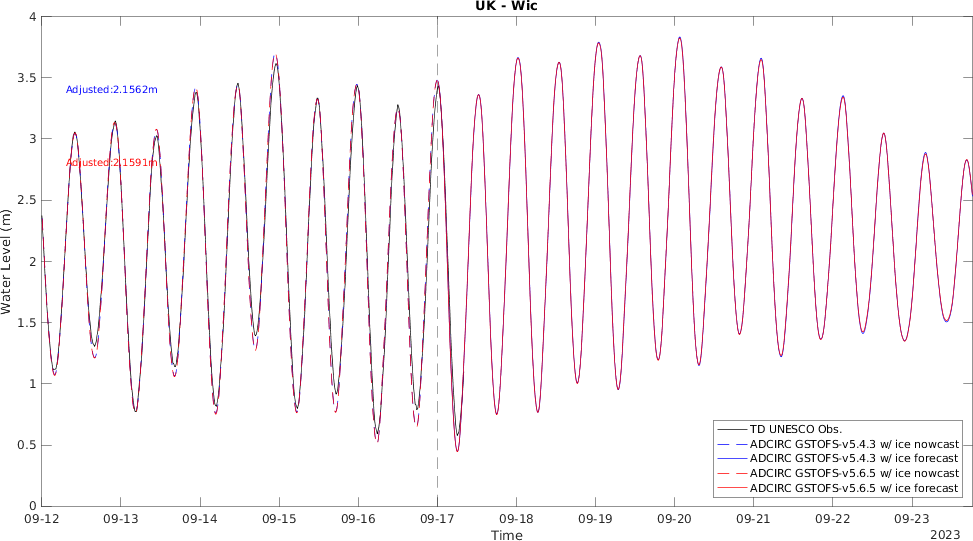 UK - Wic
4
3.5
3
2.5
2
1.5
1
0.5
0
Water Level (m)
Adjusted:2.1562m
Adjusted:2.1591m
TD UNESCO Obs.
ADCIRC GSTOFS-v5.4.3 w/ ice nowcast
ADCIRC GSTOFS-v5.4.3 w/ ice forecast
ADCIRC GSTOFS-v5.6.5 w/ ice nowcast
ADCIRC GSTOFS-v5.6.5 w/ ice forecast
09-12 09-13 09-14 09-15 09-16 09-17 09-18 09-19 09-20 09-21 09-22 09-23
Time
2023